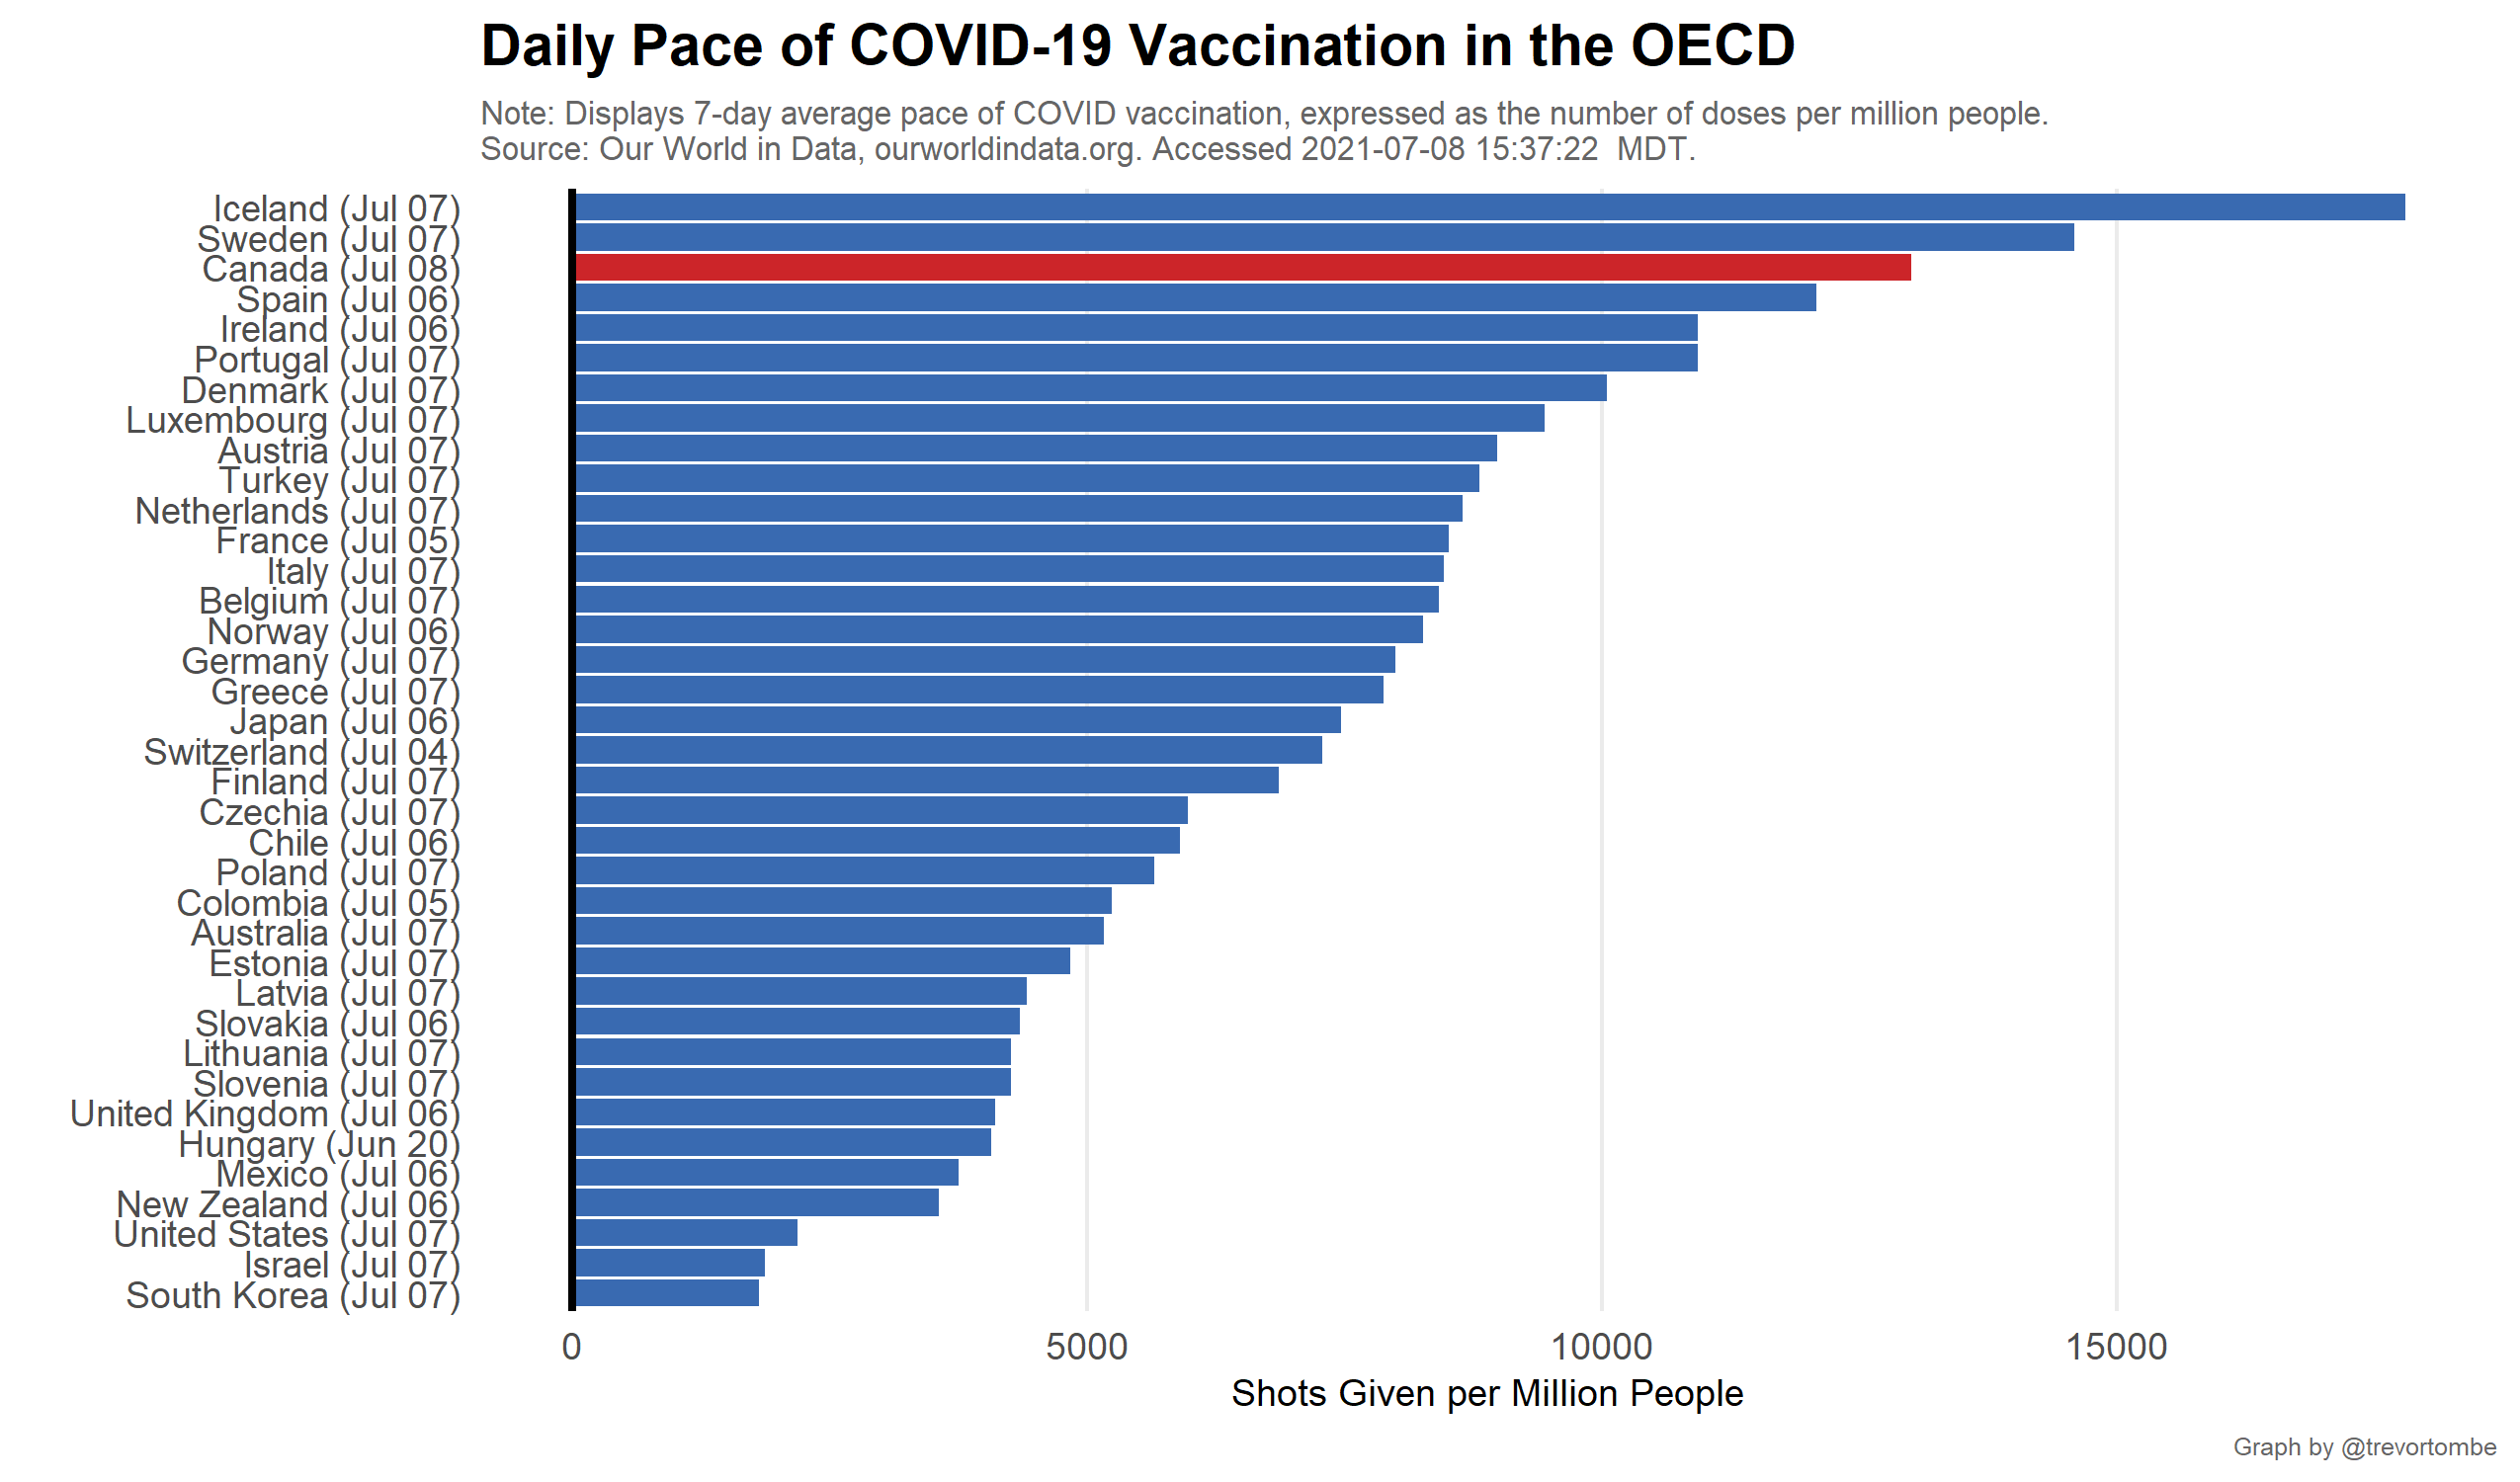 Daily Pace of COVID-19 Vaccination in the OECD
Note: Displays 7-day average pace of COVID vaccination, expressed as the number of doses per million people.
Source: Our World in Data, ourworldindata.org. Accessed 2021-07-08 15:37:22  MDT.
Iceland (Jul 07)
Sweden (Jul 07)
Canada (Jul 08)
Spain (Jul 06)
Ireland (Jul 06)
Portugal (Jul 07)
Denmark (Jul 07)
Luxembourg (Jul 07)
Austria (Jul 07)
Turkey (Jul 07)
Netherlands (Jul 07)
France (Jul 05)
Italy (Jul 07)
Belgium (Jul 07)
Norway (Jul 06)
Germany (Jul 07)
Greece (Jul 07)
Japan (Jul 06)
Switzerland (Jul 04)
Finland (Jul 07)
Czechia (Jul 07)
Chile (Jul 06)
Poland (Jul 07)
Colombia (Jul 05)
Australia (Jul 07)
Estonia (Jul 07)
Latvia (Jul 07)
Slovakia (Jul 06)
Lithuania (Jul 07)
Slovenia (Jul 07)
United Kingdom (Jul 06)
Hungary (Jun 20)
Mexico (Jul 06)
New Zealand (Jul 06)
United States (Jul 07)
Israel (Jul 07)
South Korea (Jul 07)
0 5000 10000 15000
Shots Given per Million People
Graph by @trevortombe